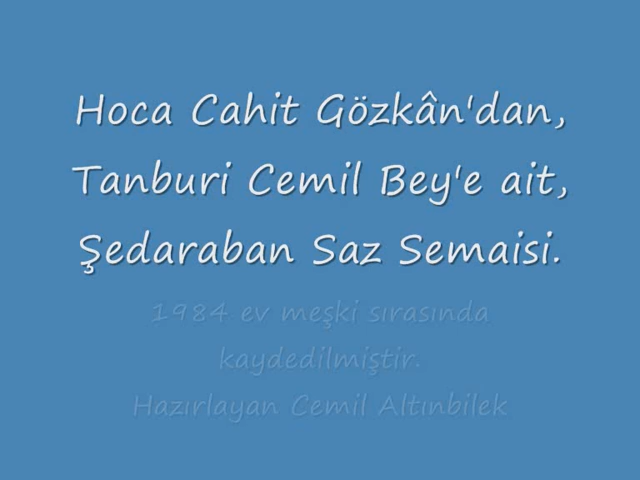 Hoca Cahit Gözkân'dan,
Tanburi Cemil Bey'e ait,
Şedaraban Saz Semaisi.
1984 ev meşki sırasında
kaydedilmiştir.
Hazırlayan Cemil Altınbilek